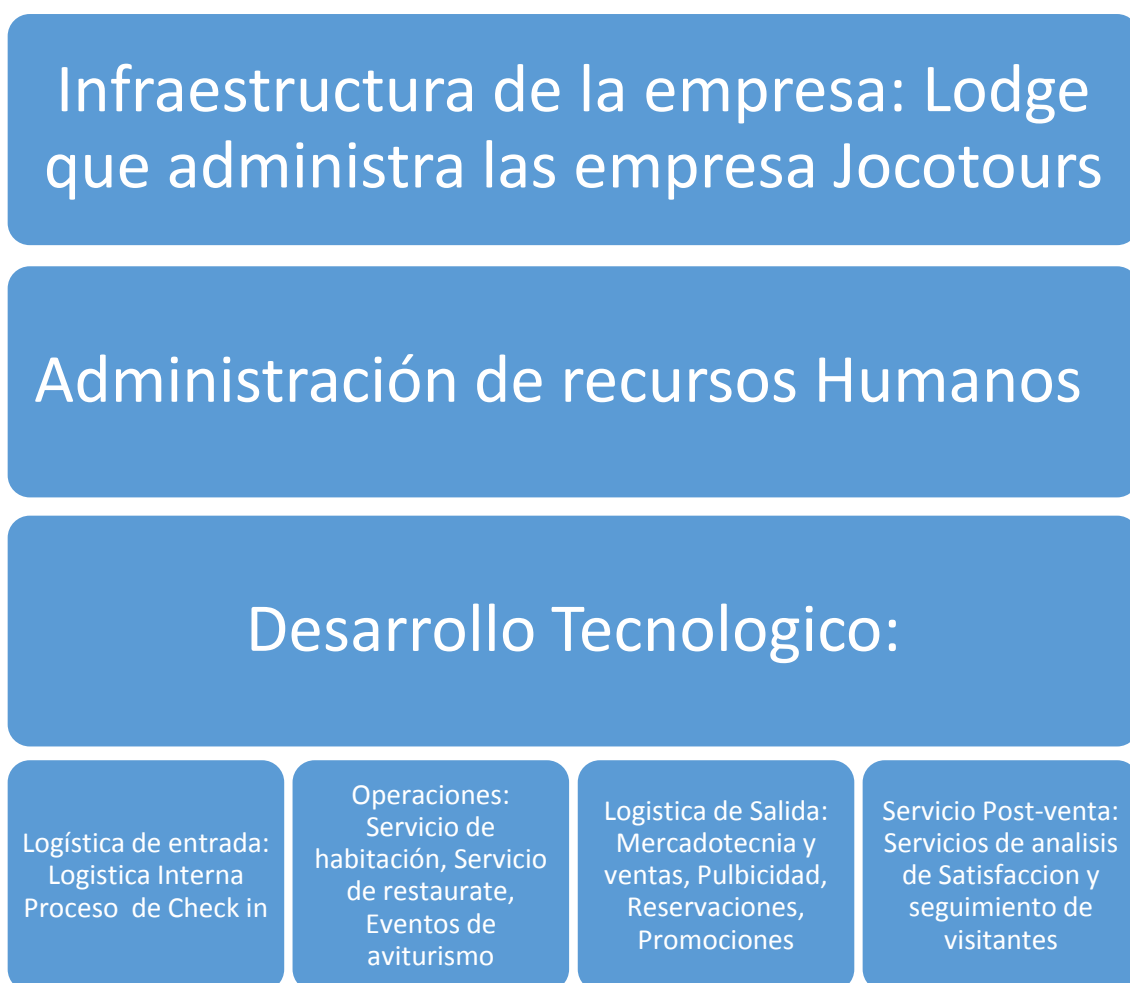 Infraestructura de la empresa: Lodge
que administra las empresa Jocotours
Administración de recursos Humanos
Desarrollo Tecnologico:
Logística de entrada:
Logistica Interna
Proceso de Check in
Operaciones:
Servicio de
habitación, Servicio
de restaurate,
Eventos de
aviturismo
Logistica de Salida:
Mercadotecnia y
ventas, Pulbicidad,
Reservaciones,
Promociones
Servicio Post-venta:
Servicios de analisis
de Satisfaccion y
seguimiento de
visitantes